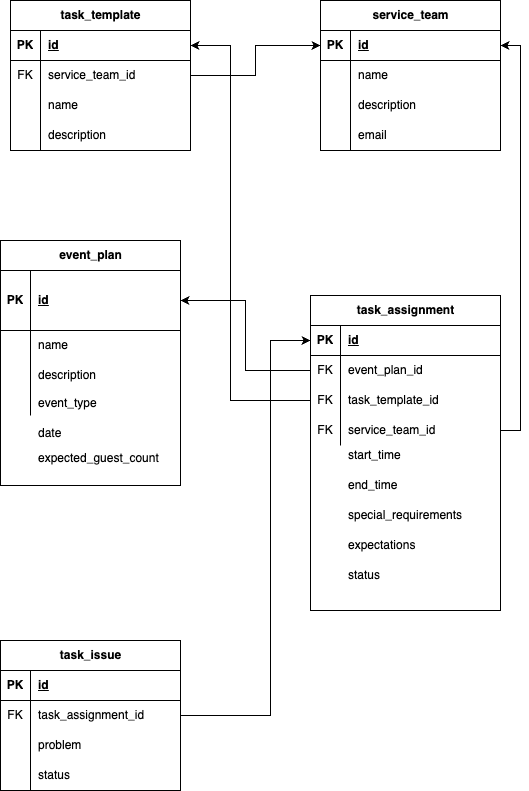 task_template
PK id
FK service_team_id
name
description
service_team
PK id
name
description
email
event_plan
PK id
name
description
event_type
date
expected_guest_count
task_assignment
PK id
FK event_plan_id
FK task_template_id
FK service_team_id
start_time
end_time
special_requirements
expectations
status
task_issue
PK id
FK task_assignment_id
problem
status